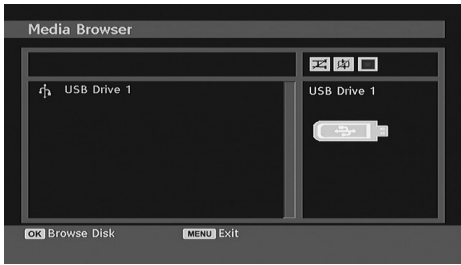 Media Browser
USB Drive 1
USB Drive 1
OK Browse Disk
MENU Exit